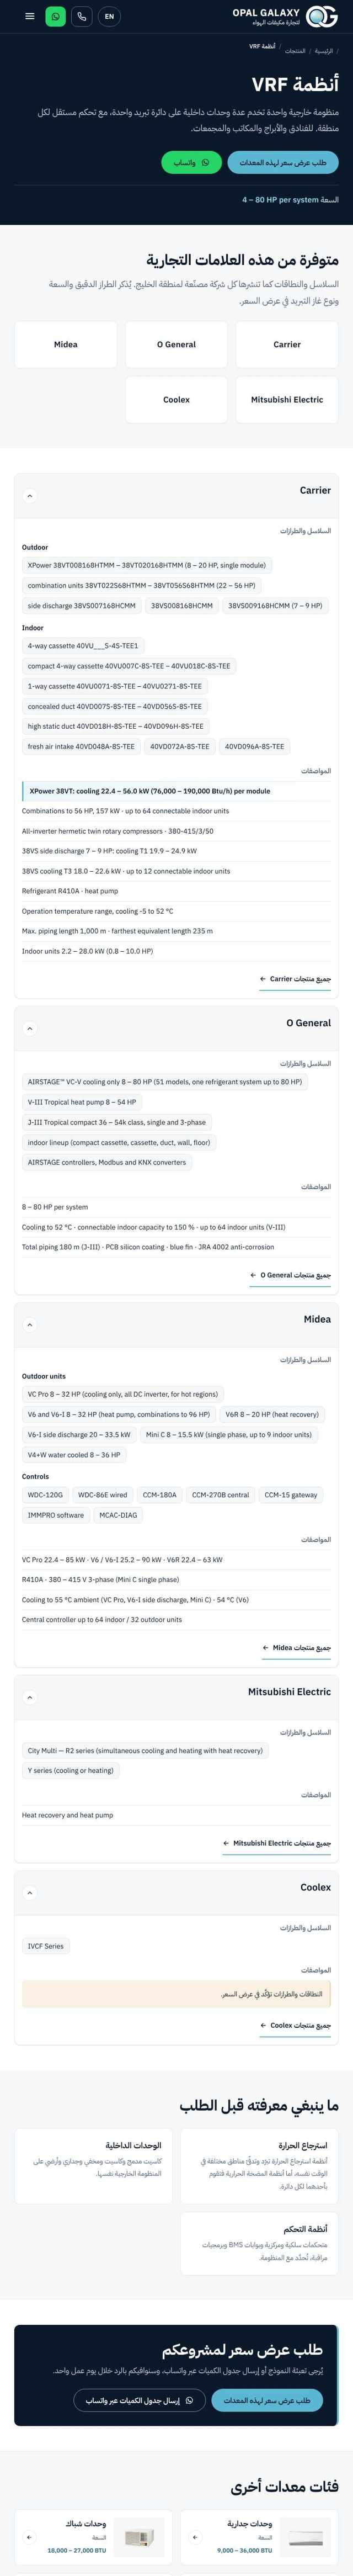 OPAL GALAXY
لتجارة مكيفات الهواء
EN
/ الرئيسية / المنتجات / أنظمة VRF
أنظمة VRF
منظومة خارجية واحدة تخدم عدة وحدات داخلية على دائرة تبريد واحدة، مع تحكم مستقل لكل
منطقة. للفنادق والأبراج والمكاتب والمجمعات.
طلب عرض سعر لهذه المعدات
واتساب
السعة 4 – 80 HP per system
متوفرة من هذه العلامات التجارية
السلاسل والنطاقات كما تنشرها كل شركة مصنّعة لمنطقة الخليج. يُذكر الطراز الدقيق والسعة
ونوع غاز التبريد في عرض السعر.
Carrier
O General
Midea
Mitsubishi Electric
Coolex
Carrier
السلاسل والطرازات
Outdoor
XPower 38VT008168HTMM – 38VT020168HTMM (8 – 20 HP, single module)
combination units 38VT022S68HTMM – 38VT056S68HTMM (22 – 56 HP)
side discharge 38VS007168HCMM
38VS008168HCMM
38VS009168HCMM (7 – 9 HP)
Indoor
4-way cassette 40VU___S-4S-TEE1
compact 4-way cassette 40VU007C-8S-TEE – 40VU018C-8S-TEE
1-way cassette 40VU0071-8S-TEE – 40VU0271-8S-TEE
concealed duct 40VD007S-8S-TEE – 40VD056S-8S-TEE
high static duct 40VD018H-8S-TEE – 40VD096H-8S-TEE
fresh air intake 40VD048A-8S-TEE
40VD072A-8S-TEE
40VD096A-8S-TEE
المواصفات
XPower 38VT: cooling 22.4 – 56.0 kW (76,000 – 190,000 Btu/h) per module
Combinations to 56 HP, 157 kW · up to 64 connectable indoor units
All-inverter hermetic twin rotary compressors · 380-415/3/50
38VS side discharge 7 – 9 HP: cooling T1 19.9 – 24.9 kW
38VS cooling T3 18.0 – 22.6 kW · up to 12 connectable indoor units
Refrigerant R410A · heat pump
Operation temperature range, cooling -5 to 52 °C
Max. piping length 1,000 m · farthest equivalent length 235 m
Indoor units 2.2 – 28.0 kW (0.8 – 10.0 HP)
جميع منتجات Carrier ←
O General
السلاسل والطرازات
AIRSTAGE™ VC-V cooling only 8 – 80 HP (51 models, one refrigerant system up to 80 HP)
V-III Tropical heat pump 8 – 54 HP
J-III Tropical compact 36 – 54k class, single and 3-phase
indoor lineup (compact cassette, cassette, duct, wall, floor)
AIRSTAGE controllers, Modbus and KNX converters
المواصفات
8 – 80 HP per system
Cooling to 52 °C · connectable indoor capacity to 150 % · up to 64 indoor units (V-III)
Total piping 180 m (J-III) · PCB silicon coating · blue fin · JRA 4002 anti-corrosion
جميع منتجات O General ←
Midea
السلاسل والطرازات
Outdoor units
VC Pro 8 – 32 HP (cooling only, all DC inverter, for hot regions)
V6 and V6-I 8 – 32 HP (heat pump, combinations to 96 HP)
V6R 8 – 20 HP (heat recovery)
V6-I side discharge 20 – 33.5 kW
Mini C 8 – 15.5 kW (single phase, up to 9 indoor units)
V4+W water cooled 8 – 36 HP
Controls
WDC-120G
WDC-86E wired
CCM-180A
CCM-270B central
CCM-15 gateway
IMMPRO software
MCAC-DIAG
المواصفات
VC Pro 22.4 – 85 kW · V6 / V6-I 25.2 – 90 kW · V6R 22.4 – 63 kW
R410A · 380 – 415 V 3-phase (Mini C single phase)
Cooling to 55 °C ambient (VC Pro, V6-I side discharge, Mini C) · 54 °C (V6)
Central controller up to 64 indoor / 32 outdoor units
جميع منتجات Midea ←
Mitsubishi Electric
السلاسل والطرازات
City Multi — R2 series (simultaneous cooling and heating with heat recovery)
Y series (cooling or heating)
المواصفات
Heat recovery and heat pump
جميع منتجات Mitsubishi Electric ←
Coolex
السلاسل والطرازات
IVCF Series
المواصفات
النطاقات والطرازات تؤكَّد في عرض السعر.
جميع منتجات Coolex ←
ما ينبغي معرفته قبل الطلب
استرجاع الحرارة
أنظمة استرجاع الحرارة تبرّد وتدفّئ مناطق مختلفة في
الوقت نفسه، أما أنظمة المضخة الحرارية فتقوم
بأحدهما لكل دائرة.
الوحدات الداخلية
كاسيت مدمج وكاسيت ومخفي وجداري وأرضي على
المنظومة الخارجية نفسها.
أنظمة التحكم
متحكمات سلكية ومركزية وبوابات BMS وبرمجيات
مراقبة، تُحدَّد مع المنظومة.
طلب عرض سعر لمشروعكم
يُرجى تعبئة النموذج أو إرسال جدول الكميات عبر واتساب، وسنوافيكم بالرد خلال يوم عمل واحد.
طلب عرض سعر لهذه المعدات
إرسال جدول الكميات عبر واتساب
فئات معدات أخرى
وحدات جدارية
السعة
9,000 – 36,000 BTU
وحدات شباك
السعة
18,000 – 27,000 BTU